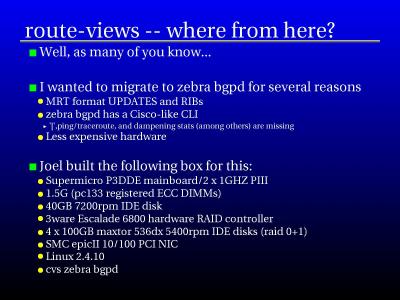 route-views -- where from here?
Well, as many of you know...
I wanted to migrate to zebra bgpd for several reasons
MRT format UPDATES and RIBs
zebra bgpd has a Cisco-like CLI
'|',ping/traceroute, and dampening stats (among others) are missing
Less expensive hardware
Joel built the following box for this:
Supermicro P3DDE mainboard/2 x 1GHZ PIII
1.5G (pc133 registered ECC DIMMs)
40GB 7200rpm IDE disk
3ware Escalade 6800 hardware RAID controller
4 x 100GB maxtor 536dx 5400rpm IDE disks (raid 0+1)
SMC epicII 10/100 PCI NIC
Linux 2.4.10
cvs zebra bgpd